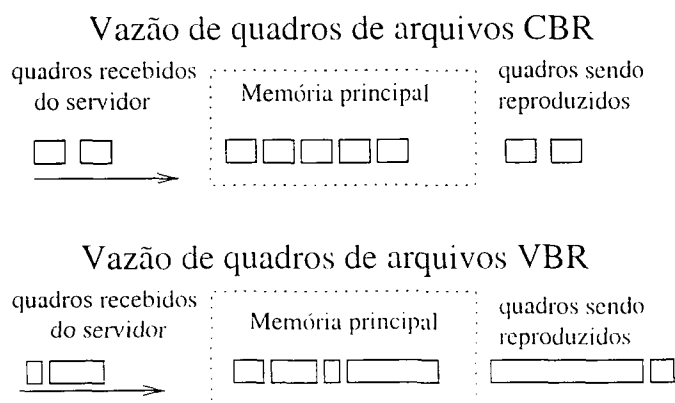 Vazão de quadros de arquivos CBR
quadros recebidos
do servidor
Memória principal
quadros sendo
reproduzidos
Vazão de quadros de arquivos VBR
quadros recebidos
do servidor
Memória principal
quadros sendo
reproduzidos